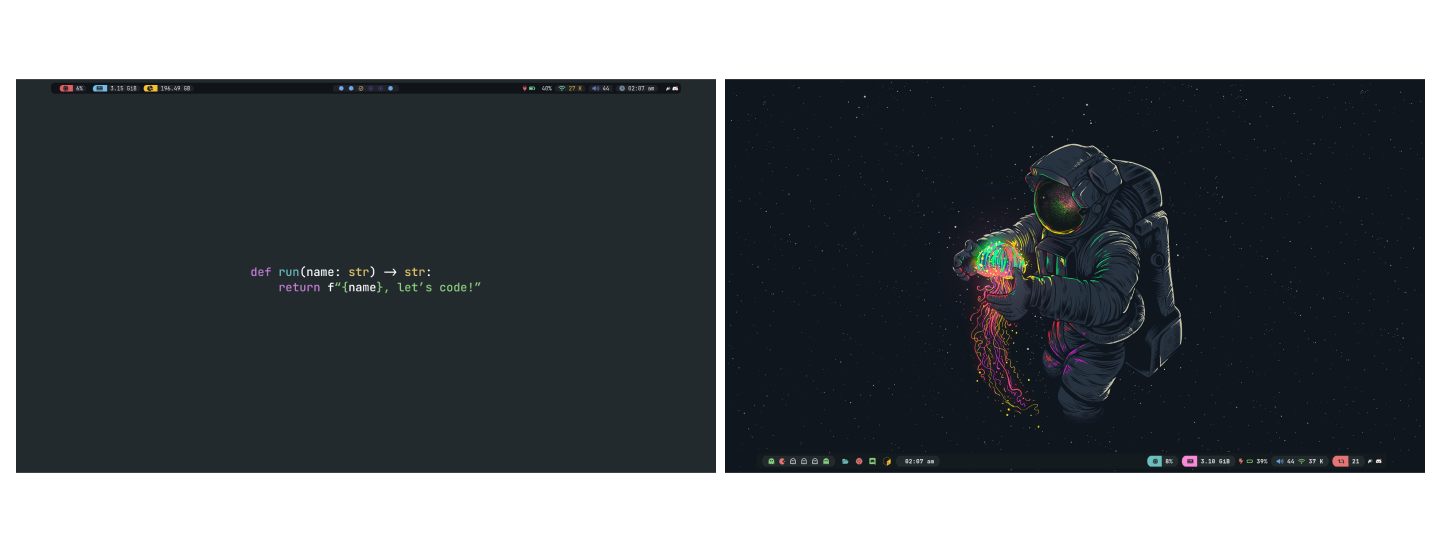 6% 3.15 GiB 196.49 GB 40% 27 K 44 02:07 am
def run(name: str) → str:
return f“{name}, let’s code!”
02:07 am 8% 3.18 GiB 39% 44 37 K 21